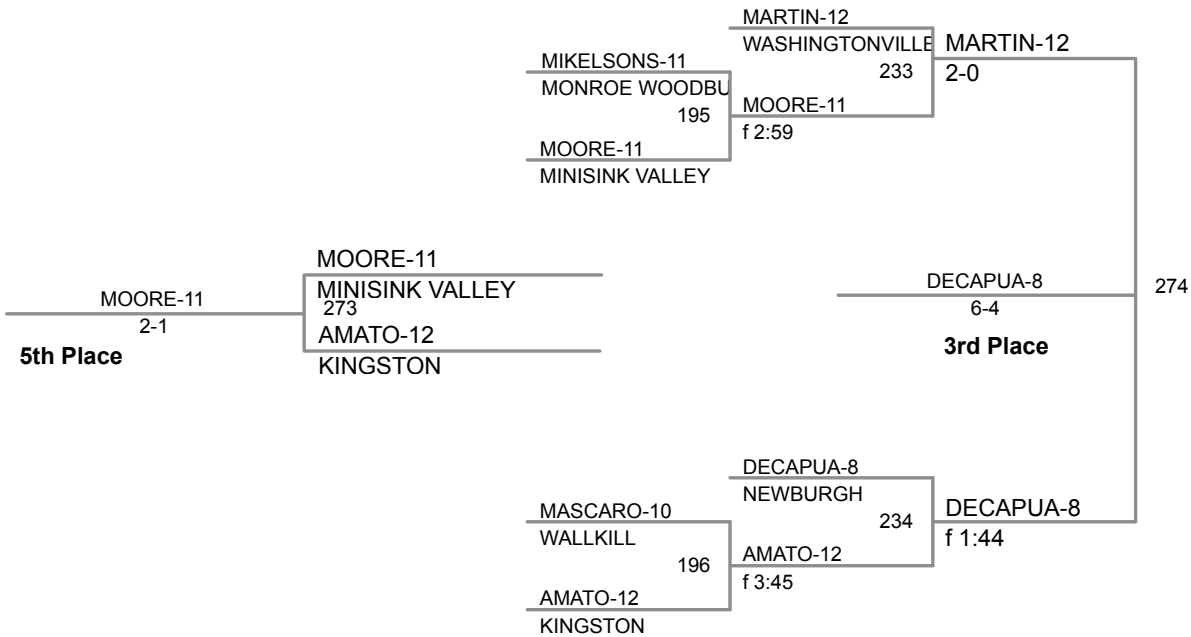 MARTIN-12
WASHINGTONVILLE
233
MARTIN-12
2-0
MIKELSONS-11
MONROE WOODBU
195
MOORE-11
f 2:59
MOORE-11
MINISINK VALLEY
MOORE-11
MINISINK VALLEY
273
AMATO-12
KINGSTON
MOORE-11
2-1
5th Place
DECAPUA-8
6-4
3rd Place
274
DECAPUA-8
NEWBURGH
234
DECAPUA-8
f 1:44
MASCARO-10
WALLKILL
196
AMATO-12
f 3:45
AMATO-12
KINGSTON